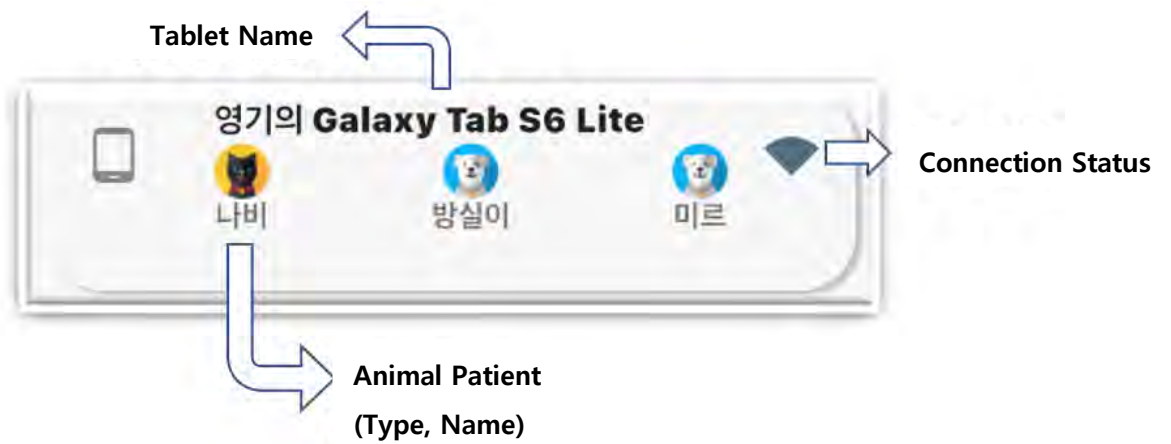 Tablet Name
영기의 Galaxy Tab S6 Lite
나비 방실이 미르
Connection Status
Animal Patient
(Type, Name)